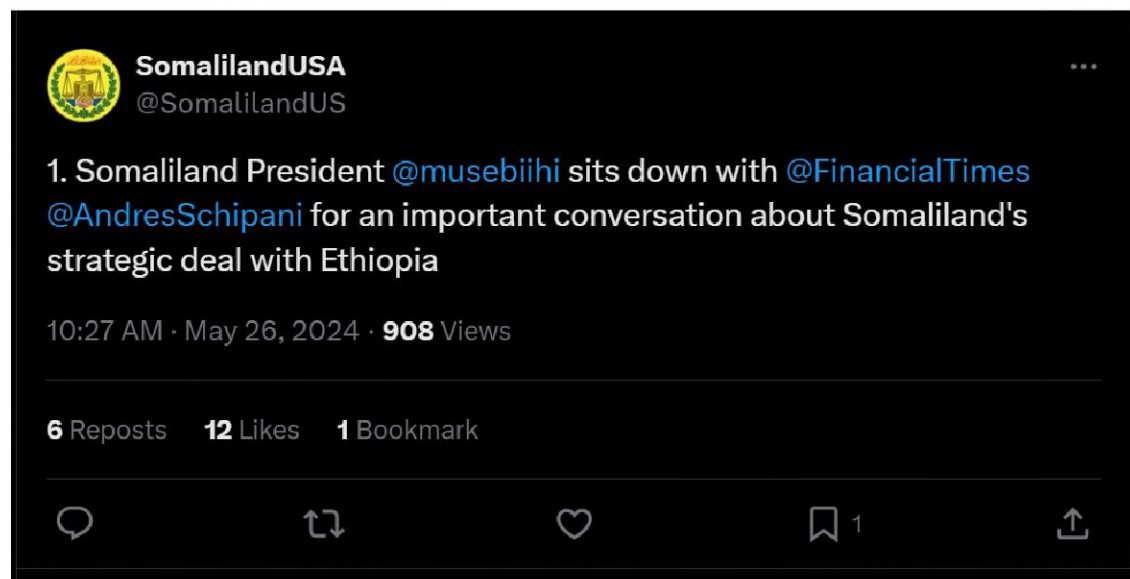 SomalilandUSA
@SomalilandUS
1. Somaliland President @musebiihi sits down with @FinancialTimes
@AndresSchipani for an important conversation about Somaliland's
strategic deal with Ethiopia
10:27 AM · May 26, 2024 · 908 Views
6 Reposts 12 Likes 1 Bookmark
1